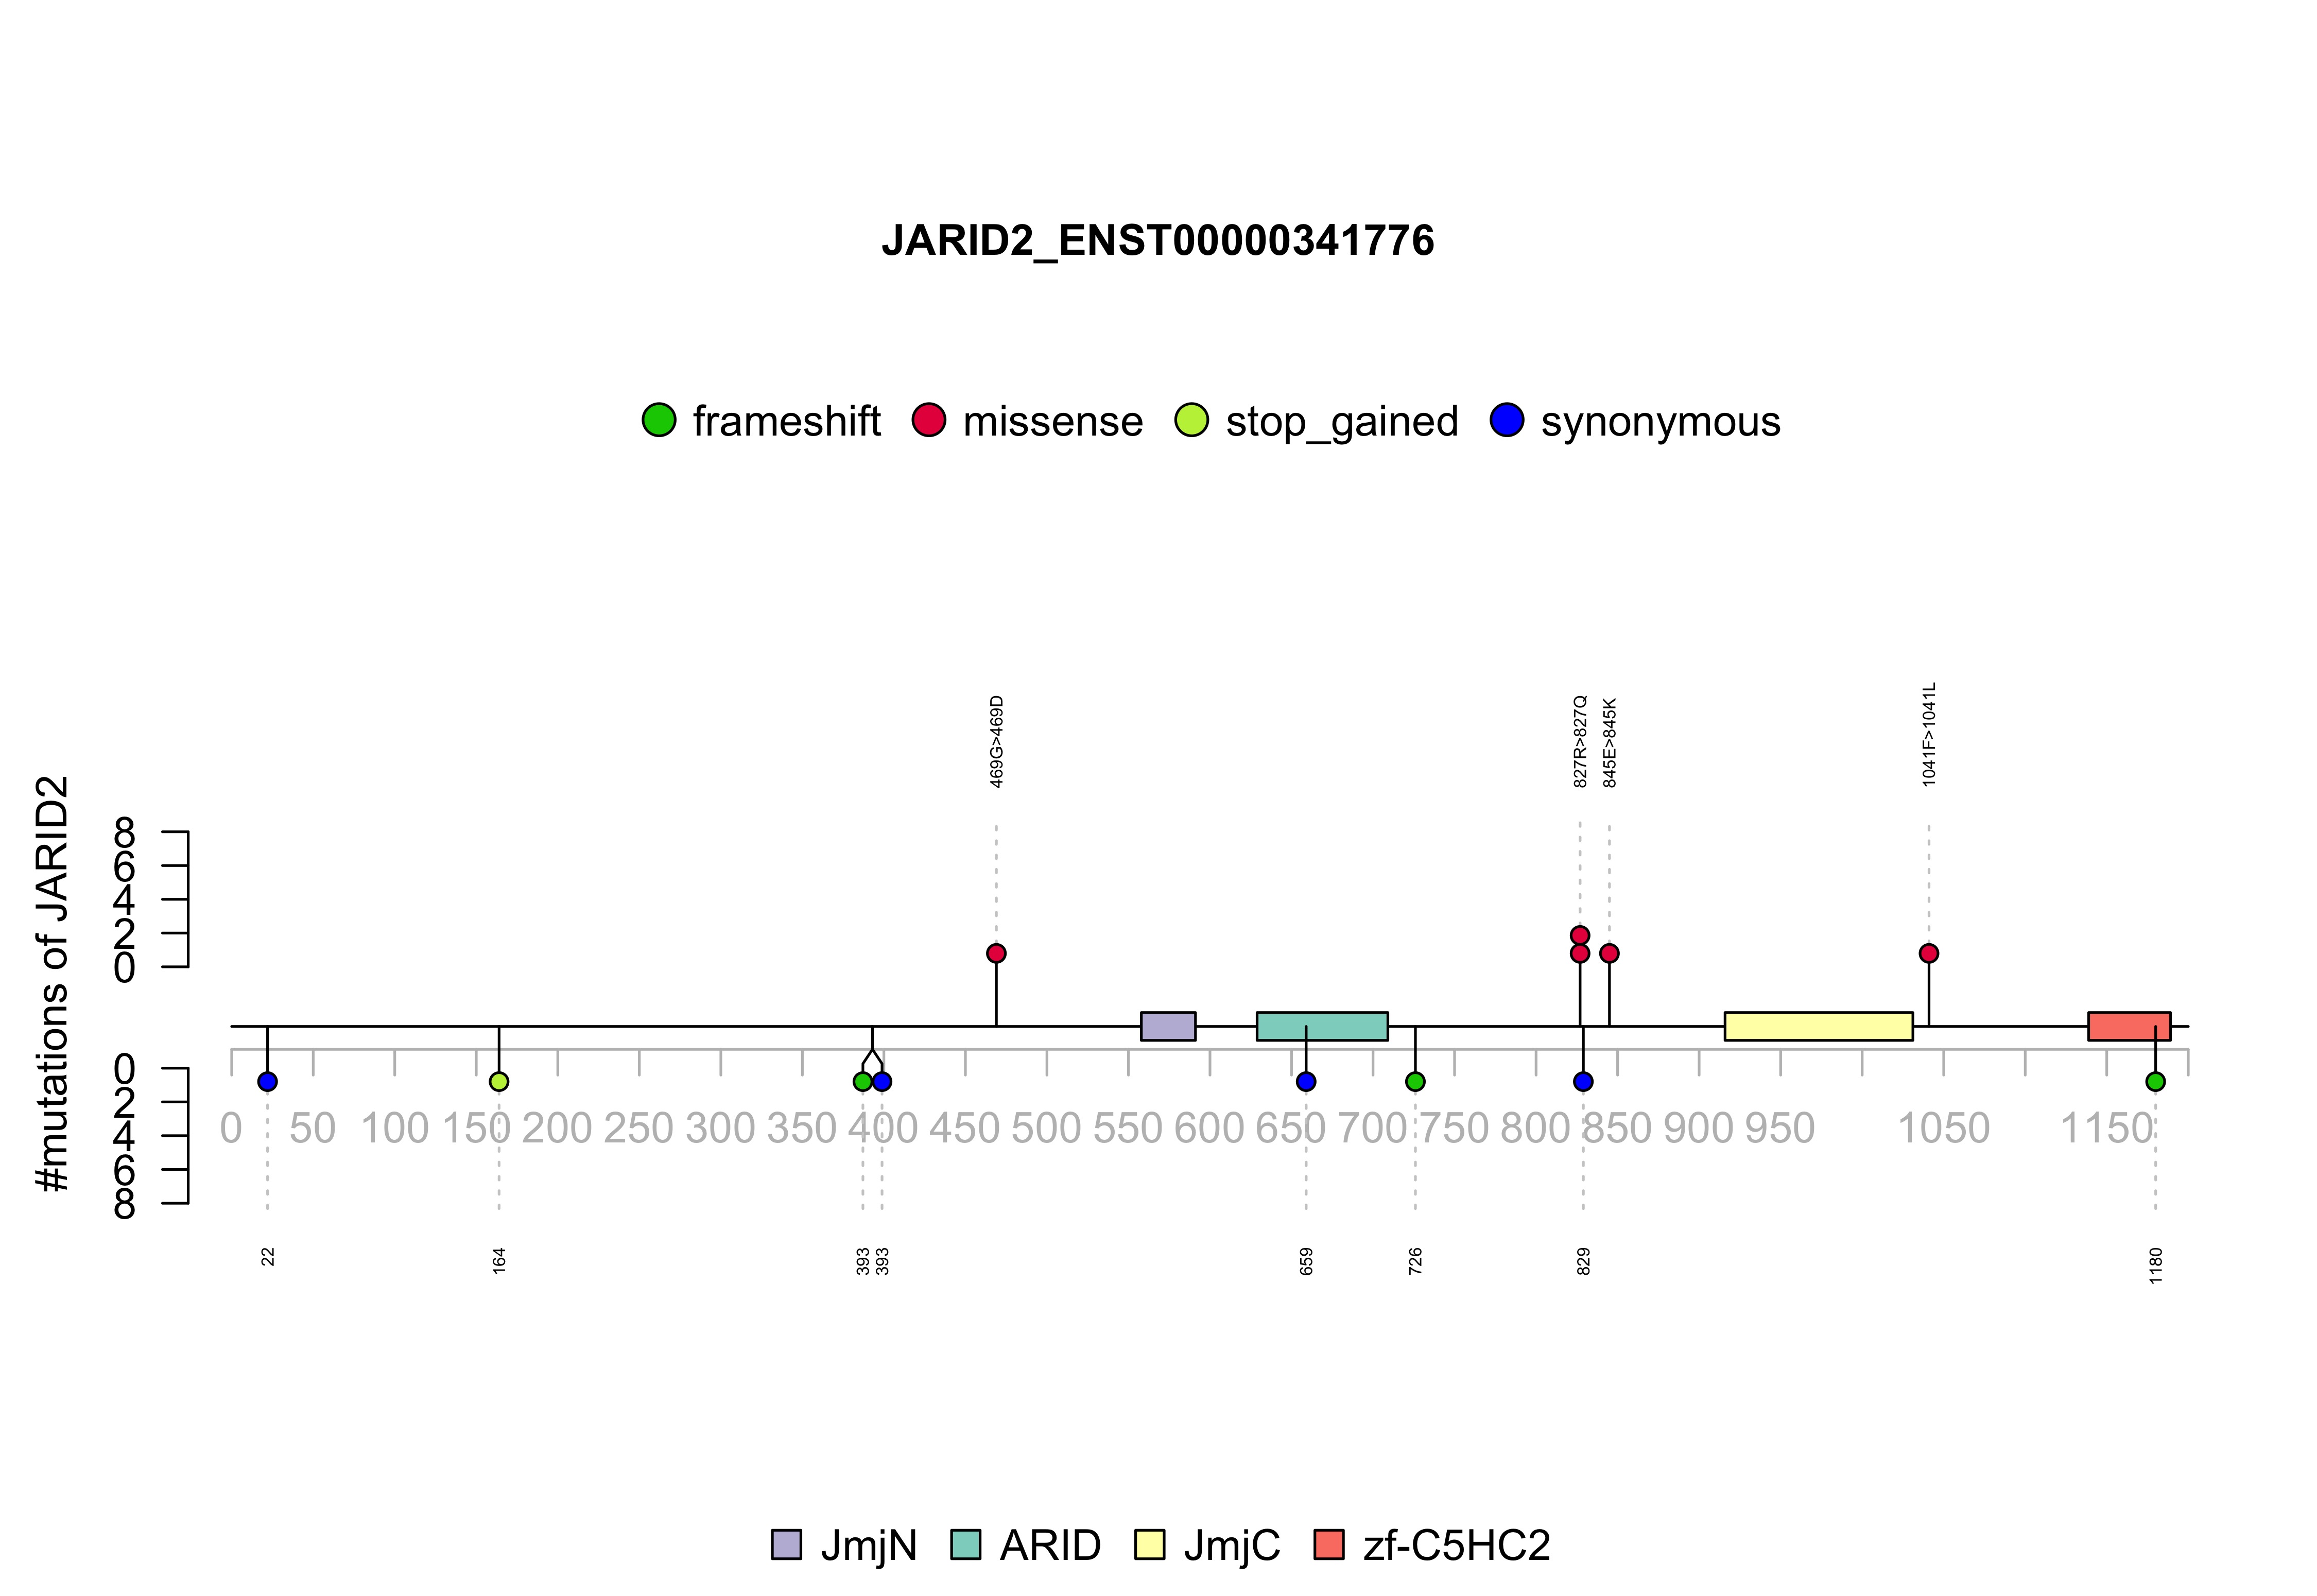 JARID2_ENST00000341776
frameshift missense stop_gained synonymous
469G>469D 827R>827Q 845E>845K 1041F>1041L
#mutations of JARID2
8
6
4
2
0
0
2
4
6
8
0 50 100 150 200 250 300 350 400 450 500 550 600 650 700 750 800 850 900 950 1050 1150
22 164 393 393 659 726 829 1180
JmjN ARID JmjC zf-C5HC2